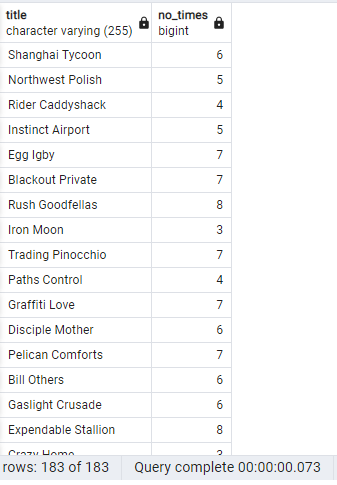 title no_times
character varying (255) bigint
Shanghai Tycoon 6
Northwest Polish 5
Rider Caddyshack 4
Instinct Airport 5
Egg Igby 7
Blackout Private 7
Rush Goodfellas 8
Iron Moon 3
Trading Pinocchio 7
Paths Control 4
Graffiti Love 7
Disciple Mother 6
Pelican Comforts 7
Bill Others 6
Gaslight Crusade 6
Expendable Stallion 8
Crazy Home 3
rows: 183 of 183 Query complete 00:00:00.073